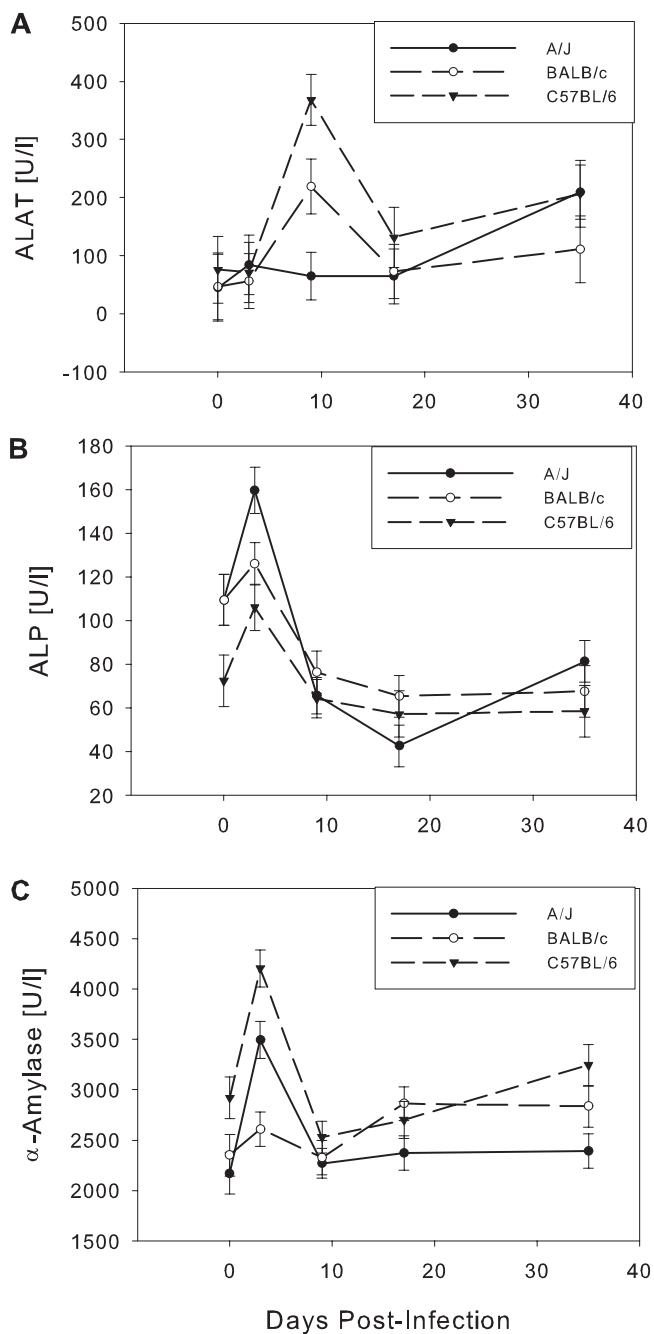 A
500
400
300
200
100
0
-100
ALAT [U/l]
A/J
BALB/c
C57BL/6
0 10 20 30 40
B
180
160
140
120
100
80
60
40
20
ALP [U/l]
A/J
BALB/c
C57BL/6
0 10 20 30 40
C
5000
4500
4000
3500
3000
2500
2000
1500
α-Amylase [U/l]
A/J
BALB/c
C57BL/6
0 10 20 30 40
Days Post-Infection